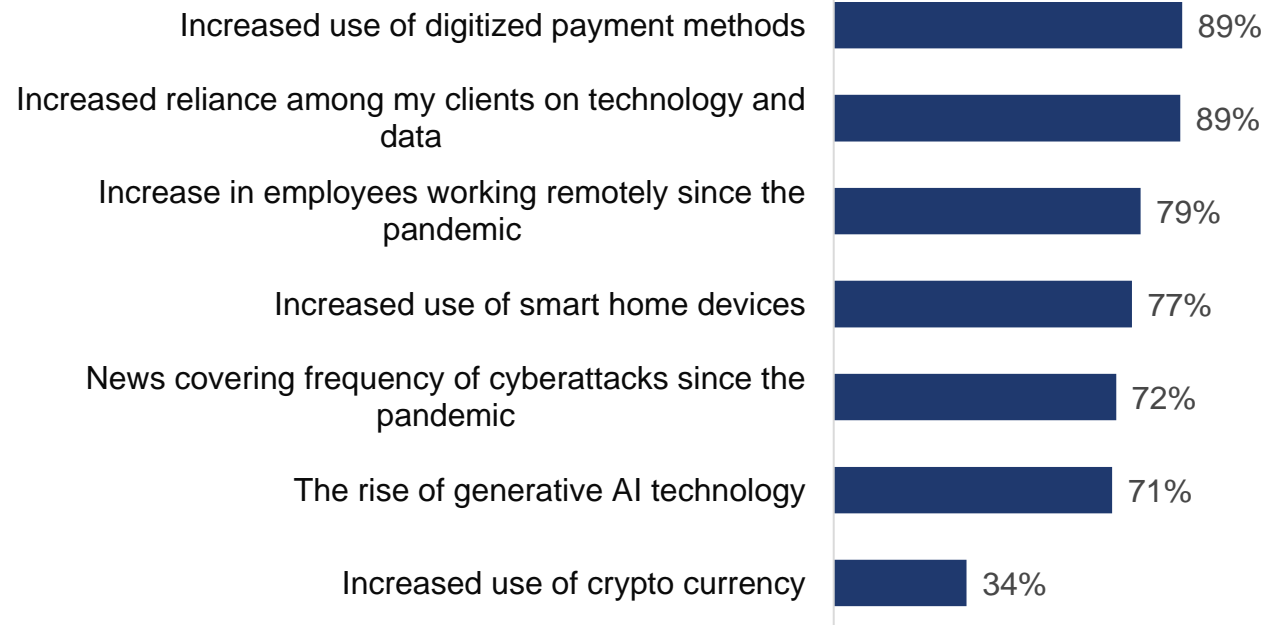 Increased use of digitized payment methods 89%
Increased reliance among my clients on technology and
data 89%
Increase in employees working remotely since the
pandemic 79%
Increased use of smart home devices 77%
News covering frequency of cyberattacks since the
pandemic 72%
The rise of generative AI technology 71%
Increased use of crypto currency 34%